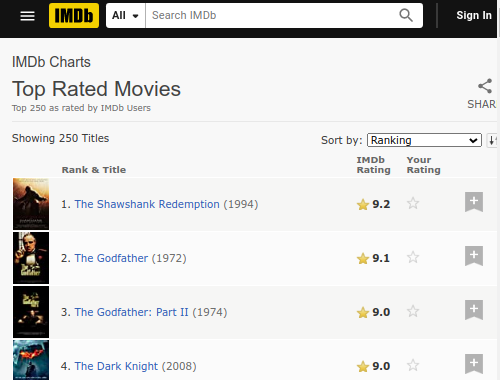 IMDb All Search IMDb Sign In
IMDb Charts
Top Rated Movies
Top 250 as rated by IMDb Users
SHAR
Showing 250 Titles
Sort by: Ranking
Rank & Title IMDb Rating Your Rating
1. The Shawshank Redemption (1994) 9.2
2. The Godfather (1972) 9.1
3. The Godfather: Part II (1974) 9.0
4. The Dark Knight (2008) 9.0